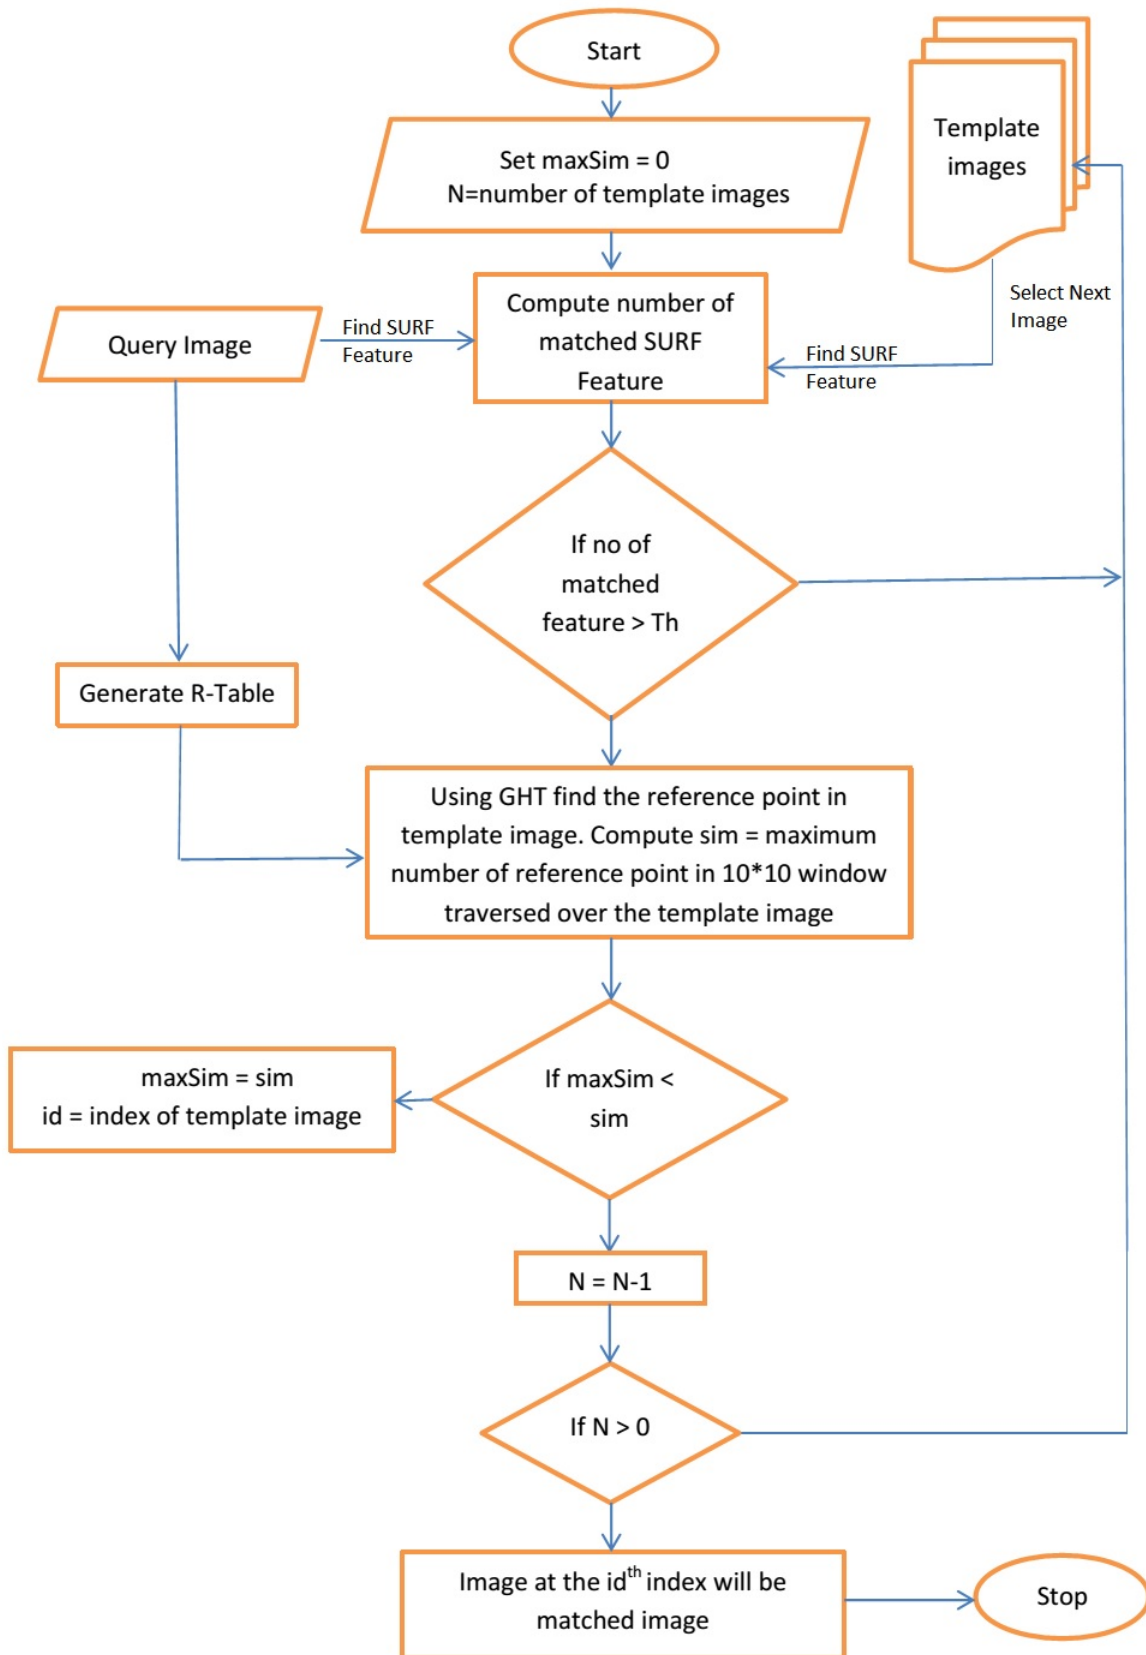 Start
Template
images
Set maxSim = 0
N=number of template images
Select Next
Image
Compute number of
matched SURF
Feature
Query Image
Find SURF
Feature
Find SURF
Feature
If no of
matched
feature > Th
Generate R-Table
Using GHT find the reference point in
template image. Compute sim = maximum
number of reference point in 10*10 window
traversed over the template image
If maxSim <
sim
maxSim = sim
id = index of template image
N = N-1
If N > 0
Image at the id^th index will be
matched image
Stop